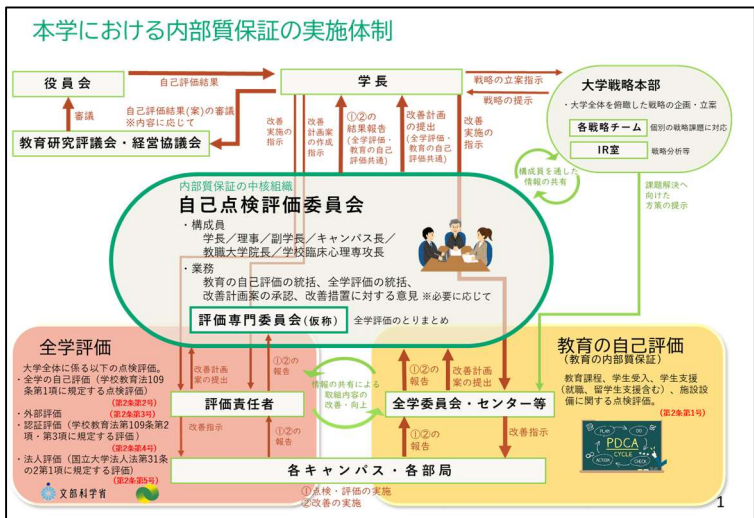 本学における内部質保証の実施体制
役員会
自己評価結果
学長
戦略の立案指示
戦略の提示
大学戦略本部
・大学全体を俯瞰した戦略の企画・立案
各戦略チーム
個別の戦略課題に対応
IR室
戦略分析等
審議
自己評価結果(案)の審議
※内容に応じて
教育研究評議会・経営協議会
改善
実施の
指示
改善
計画案
の作成
指示
①②の
結果報告
(全学評価・
教育の自己
評価共通)
改善計画
の提出
(全学評価・
教育の自己
評価共通)
改善
実施の
指示
構成員を通した
情報の共有
課題解決へ
向けた
方策の提示
内部質保証の中核組織
自己点検評価委員会
・構成員
学長/理事/副学長/キャンパス長/
教職大学院長/学校臨床心理専攻長
・業務
教育の自己評価の統括、全学評価の統括、
改善計画案の承認、改善措置に対する意見 ※必要に応じて
評価専門委員会(仮称)
全学評価のとりまとめ
全学評価
大学全体に係る以下の点検評価。
・全学の自己評価(学校教育法109
条第1項に規定する点検評価)
(第2条第2号)
・外部評価
(第2条第3号)
・認証評価(学校教育法第109条第2
項・第3項に規定する評価)
(第2条第4号)
・法人評価(国立大学法人法第31条
の2第1項に規定する評価)
(第2条第5号)
文部科学省
改善計画
案の提出
①②の
報告
評価責任者
改善指示
①②の
報告
情報の共有による
取組内容の
改善・向上
①②の
報告
改善計画
案の提出
全学委員会・センター等
①②の
報告
改善指示
教育の自己評価
(教育の内部質保証)
教育課程、学生受入、学生支援
(就職、留学生支援含む)、施設設
備に関する点検評価。
(第2条第1号)
PLAN
DO
PDCA
CYCLE
ACTION
CHECK
各キャンパス・各部局
①点検・評価の実施
②改善の実施
1